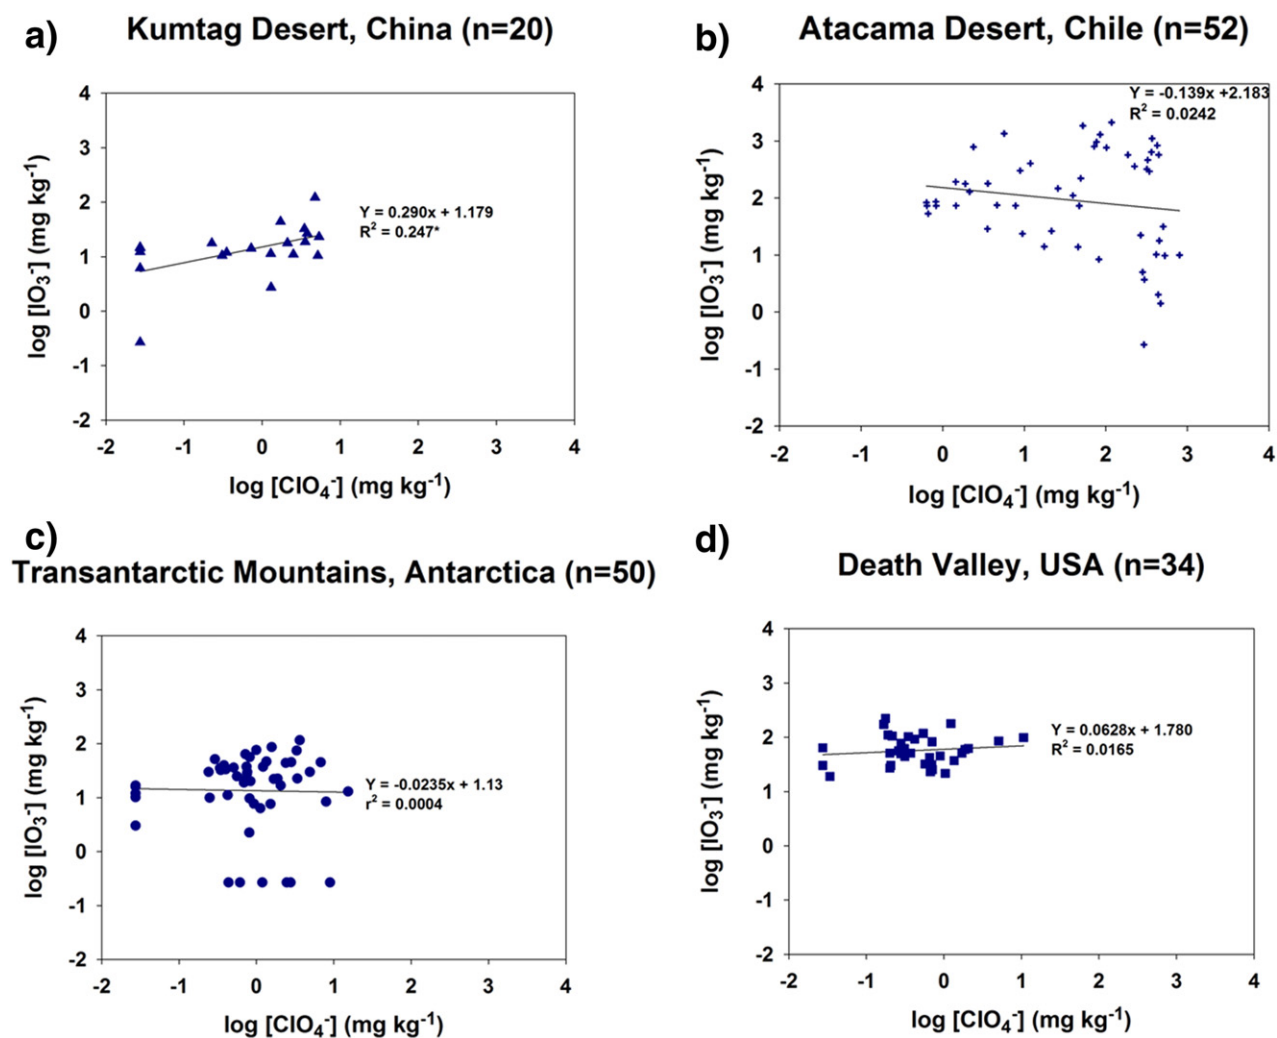 a)
Kumtag Desert, China (n=20)
4
3
2
1
0
-1
-2
log [IO₃⁻] (mg kg⁻¹)
Y = 0.290x + 1.179
R² = 0.247*
-2 -1 0 1 2 3 4
log [ClO₄⁻] (mg kg⁻¹)
b)
Atacama Desert, Chile (n=52)
4
3
2
1
0
-1
-2
log [IO₃⁻] (mg kg⁻¹)
Y = -0.139x +2.183
R² = 0.0242
-2 -1 0 1 2 3 4
log [ClO₄⁻] (mg kg⁻¹)
c)
Transantarctic Mountains, Antarctica (n=50)
4
3
2
1
0
-1
-2
log [IO₃⁻] (mg kg⁻¹)
Y = -0.0235x + 1.13
r² = 0.0004
-2 -1 0 1 2 3 4
log [ClO₄⁻] (mg kg⁻¹)
d)
Death Valley, USA (n=34)
4
3
2
1
0
-1
-2
log [IO₃⁻] (mg kg⁻¹)
Y = 0.0628x + 1.780
R² = 0.0165
-2 -1 0 1 2 3 4
log [ClO₄⁻] (mg kg⁻¹)